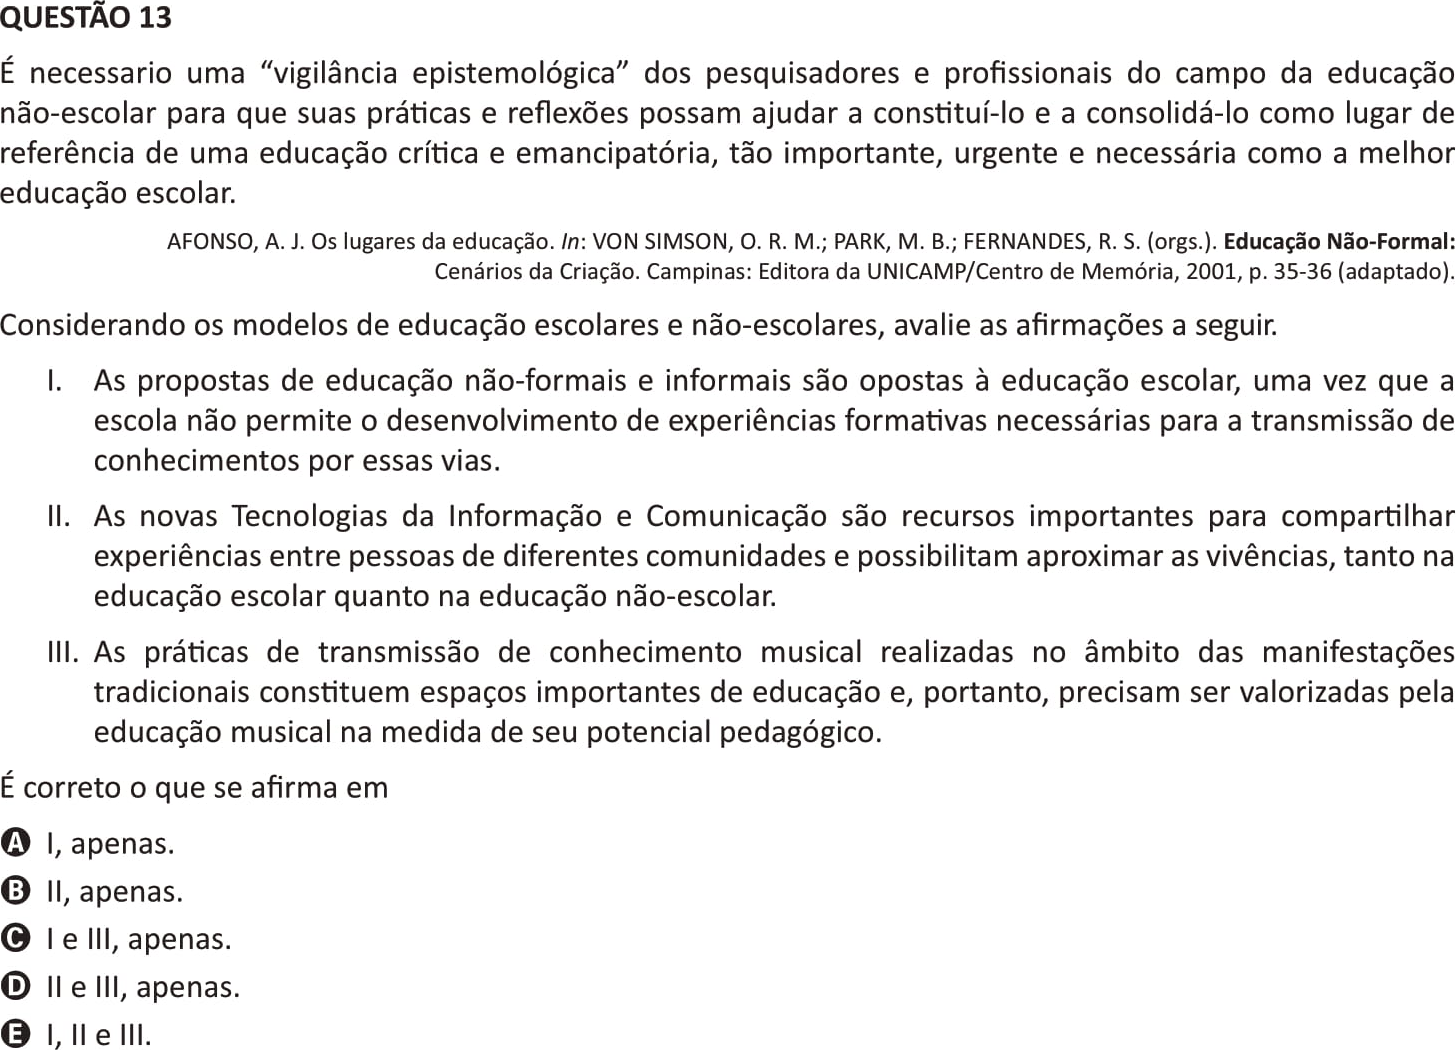 QUESTÃO 13
É necessario uma “vigilância epistemológica” dos pesquisadores e profissionais do campo da educação
não-escolar para que suas práticas e reflexões possam ajudar a constituí-lo e a consolidá-lo como lugar de
referência de uma educação crítica e emancipatória, tão importante, urgente e necessária como a melhor
educação escolar.
AFONSO, A. J. Os lugares da educação. In: VON SIMSON, O. R. M.; PARK, M. B.; FERNANDES, R. S. (orgs.). Educação Não-Formal:
Cenários da Criação. Campinas: Editora da UNICAMP/Centro de Memória, 2001, p. 35-36 (adaptado).
Considerando os modelos de educação escolares e não-escolares, avalie as afirmações a seguir.
I. As propostas de educação não-formais e informais são opostas à educação escolar, uma vez que a
escola não permite o desenvolvimento de experiências formativas necessárias para a transmissão de
conhecimentos por essas vias.
II. As novas Tecnologias da Informação e Comunicação são recursos importantes para compartilhar
experiências entre pessoas de diferentes comunidades e possibilitam aproximar as vivências, tanto na
educação escolar quanto na educação não-escolar.
III. As práticas de transmissão de conhecimento musical realizadas no âmbito das manifestações
tradicionais constituem espaços importantes de educação e, portanto, precisam ser valorizadas pela
educação musical na medida de seu potencial pedagógico.
É correto o que se afirma em
A I, apenas.
B II, apenas.
C I e III, apenas.
D II e III, apenas.
E I, II e III.